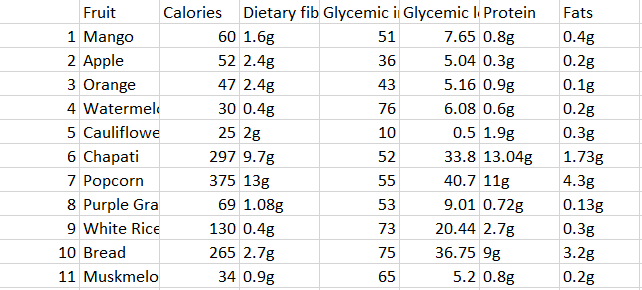 Fruit Calories Dietary fib Glycemic i Glycemic l Protein Fats
1 Mango 60 1.6g 51 7.65 0.8g 0.4g
2 Apple 52 2.4g 36 5.04 0.3g 0.2g
3 Orange 47 2.4g 43 5.16 0.9g 0.1g
4 Watermel 30 0.4g 76 6.08 0.6g 0.2g
5 Cauliflowe 25 2g 10 0.5 1.9g 0.3g
6 Chapati 297 9.7g 52 33.8 13.04g 1.73g
7 Popcorn 375 13g 55 40.7 11g 4.3g
8 Purple Gra 69 1.08g 53 9.01 0.72g 0.13g
9 White Rice 130 0.4g 73 20.44 2.7g 0.3g
10 Bread 265 2.7g 75 36.75 9g 3.2g
11 Muskmelo 34 0.9g 65 5.2 0.8g 0.2g